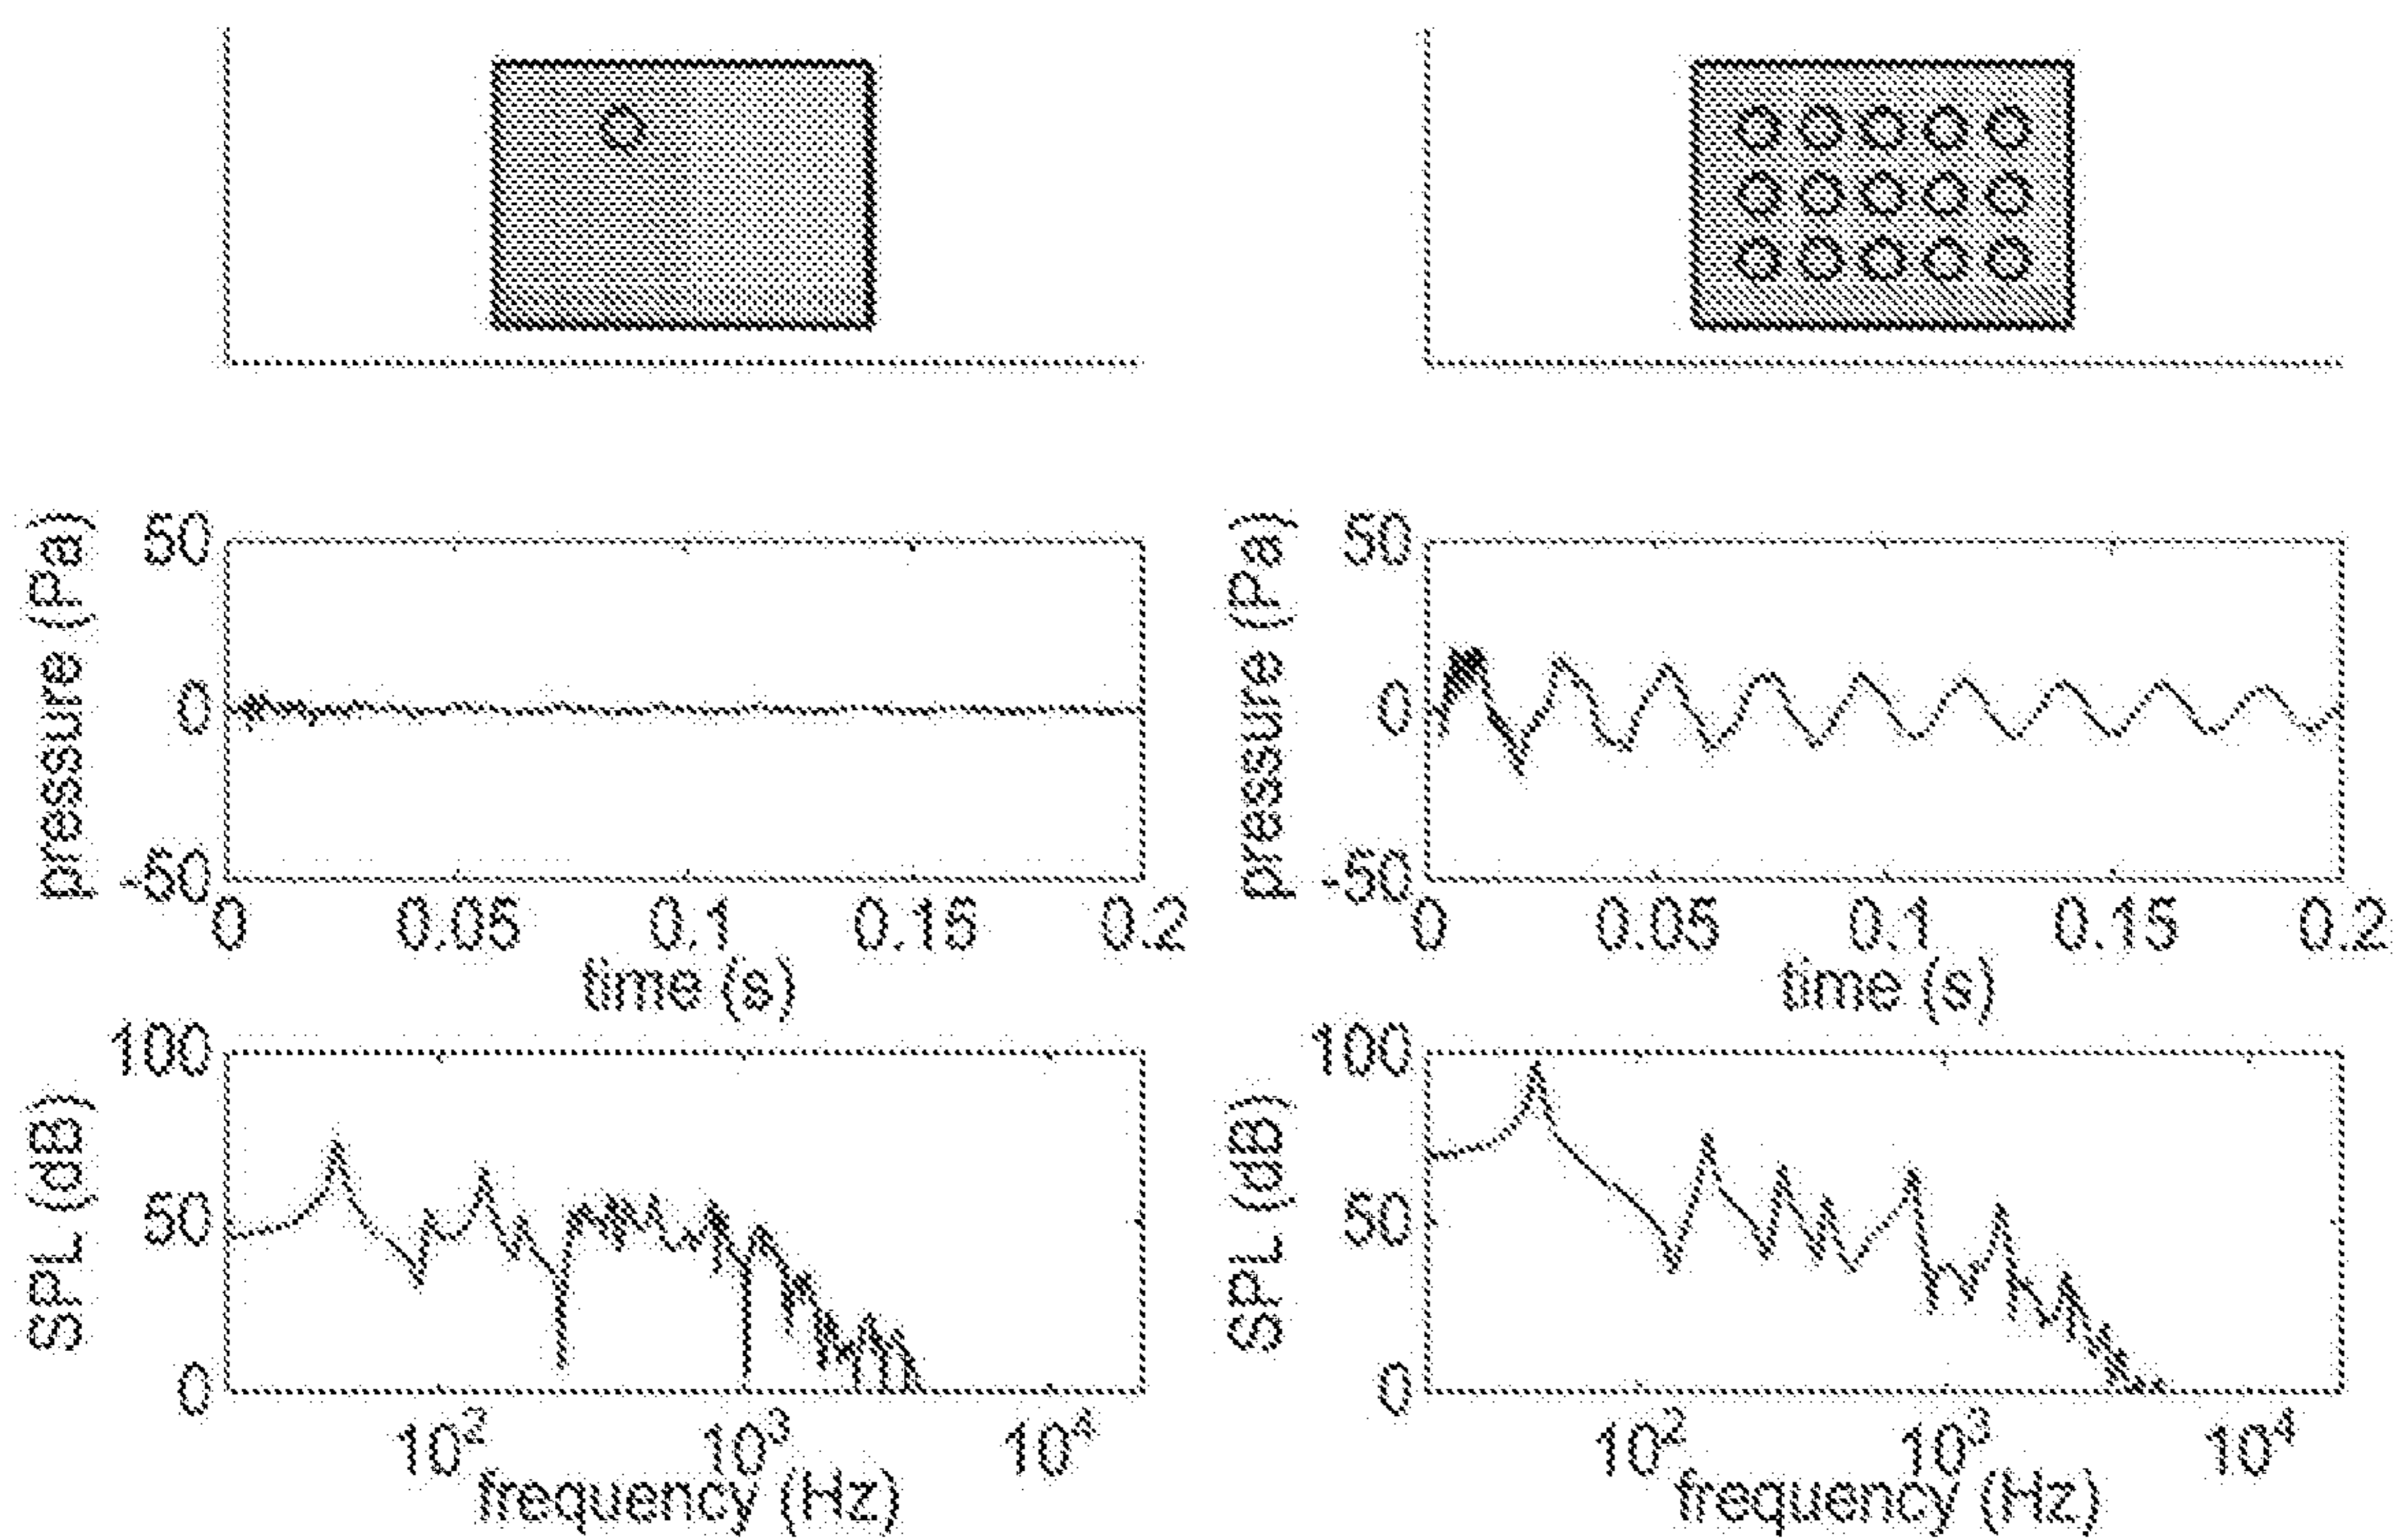 50 50
pressure (Pa) pressure (Pa)
0 0
-50 -50
0 0.05 0.1 0.15 0.2 0 0.05 0.1 0.15 0.2
time (s) time (s)
100 100
SPL (dB) SPL (dB)
50 50
0 0
10² 10³ 10⁴ 10² 10³ 10⁴
frequency (Hz) frequency (Hz)